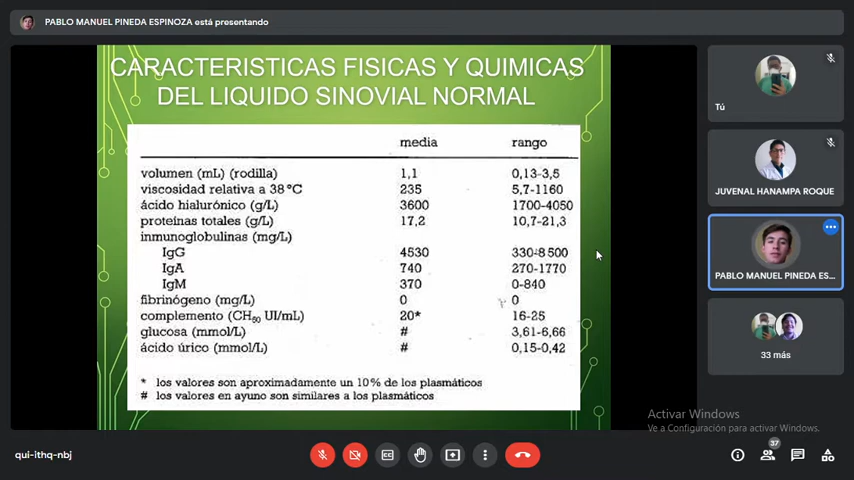 PABLO MANUEL PINEDA ESPINOZA está presentando
CARACTERISTICAS FISICAS Y QUIMICAS
DEL LIQUIDO SINOVIAL NORMAL
media rango
volumen (mL) (rodilla) 1,1 0,13-3,5
viscosidad relativa a 38 °C 235 5,7-1160
ácido hialurónico (g/L) 3600 1700-4050
proteínas totales (g/L) 17,2 10,7-21,3
inmunoglobulinas (mg/L)
IgG 4530 330-8500
IgA 740 270-1770
IgM 370 0-840
fibrinógeno (mg/L) 0 0
complemento (CH50 UI/mL) 20* 16-25
glucosa (mmol/L) # 3,61-6,66
ácido úrico (mmol/L) # 0,15-0,42
* los valores son aproximadamente un 10% de los plasmáticos
# los valores en ayuno son similares a los plasmáticos
Tú
JUVENAL HANAMPA ROQUE
PABLO MANUEL PINEDA ES...
33 más
Activar Windows
Ve a Configuración para activar Windows.
qui-ithq-nbj
37